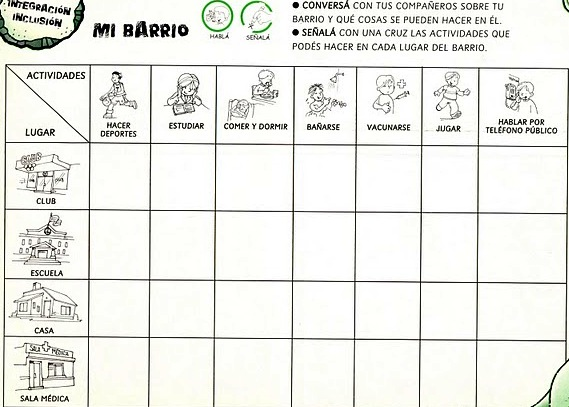 INTEGRACIÓN
INCLUSIÓN
MI BARRIO
HABLÁ
SEÑALÁ
● CONVERSÁ CON TUS COMPAÑEROS SOBRE TU
BARRIO Y QUÉ COSAS SE PUEDEN HACER EN ÉL.
● SEÑALÁ CON UNA CRUZ LAS ACTIVIDADES QUE
PODÉS HACER EN CADA LUGAR DEL BARRIO.
ACTIVIDADES
LUGAR
HACER
DEPORTES
ESTUDIAR
COMER Y DORMIR
BAÑARSE
VACUNARSE
JUGAR
HABLAR POR
TELÉFONO PÚBLICO
CLUB
CLUB
ESCUELA
CASA
SALA MÉDICA
SALA MÉDICA